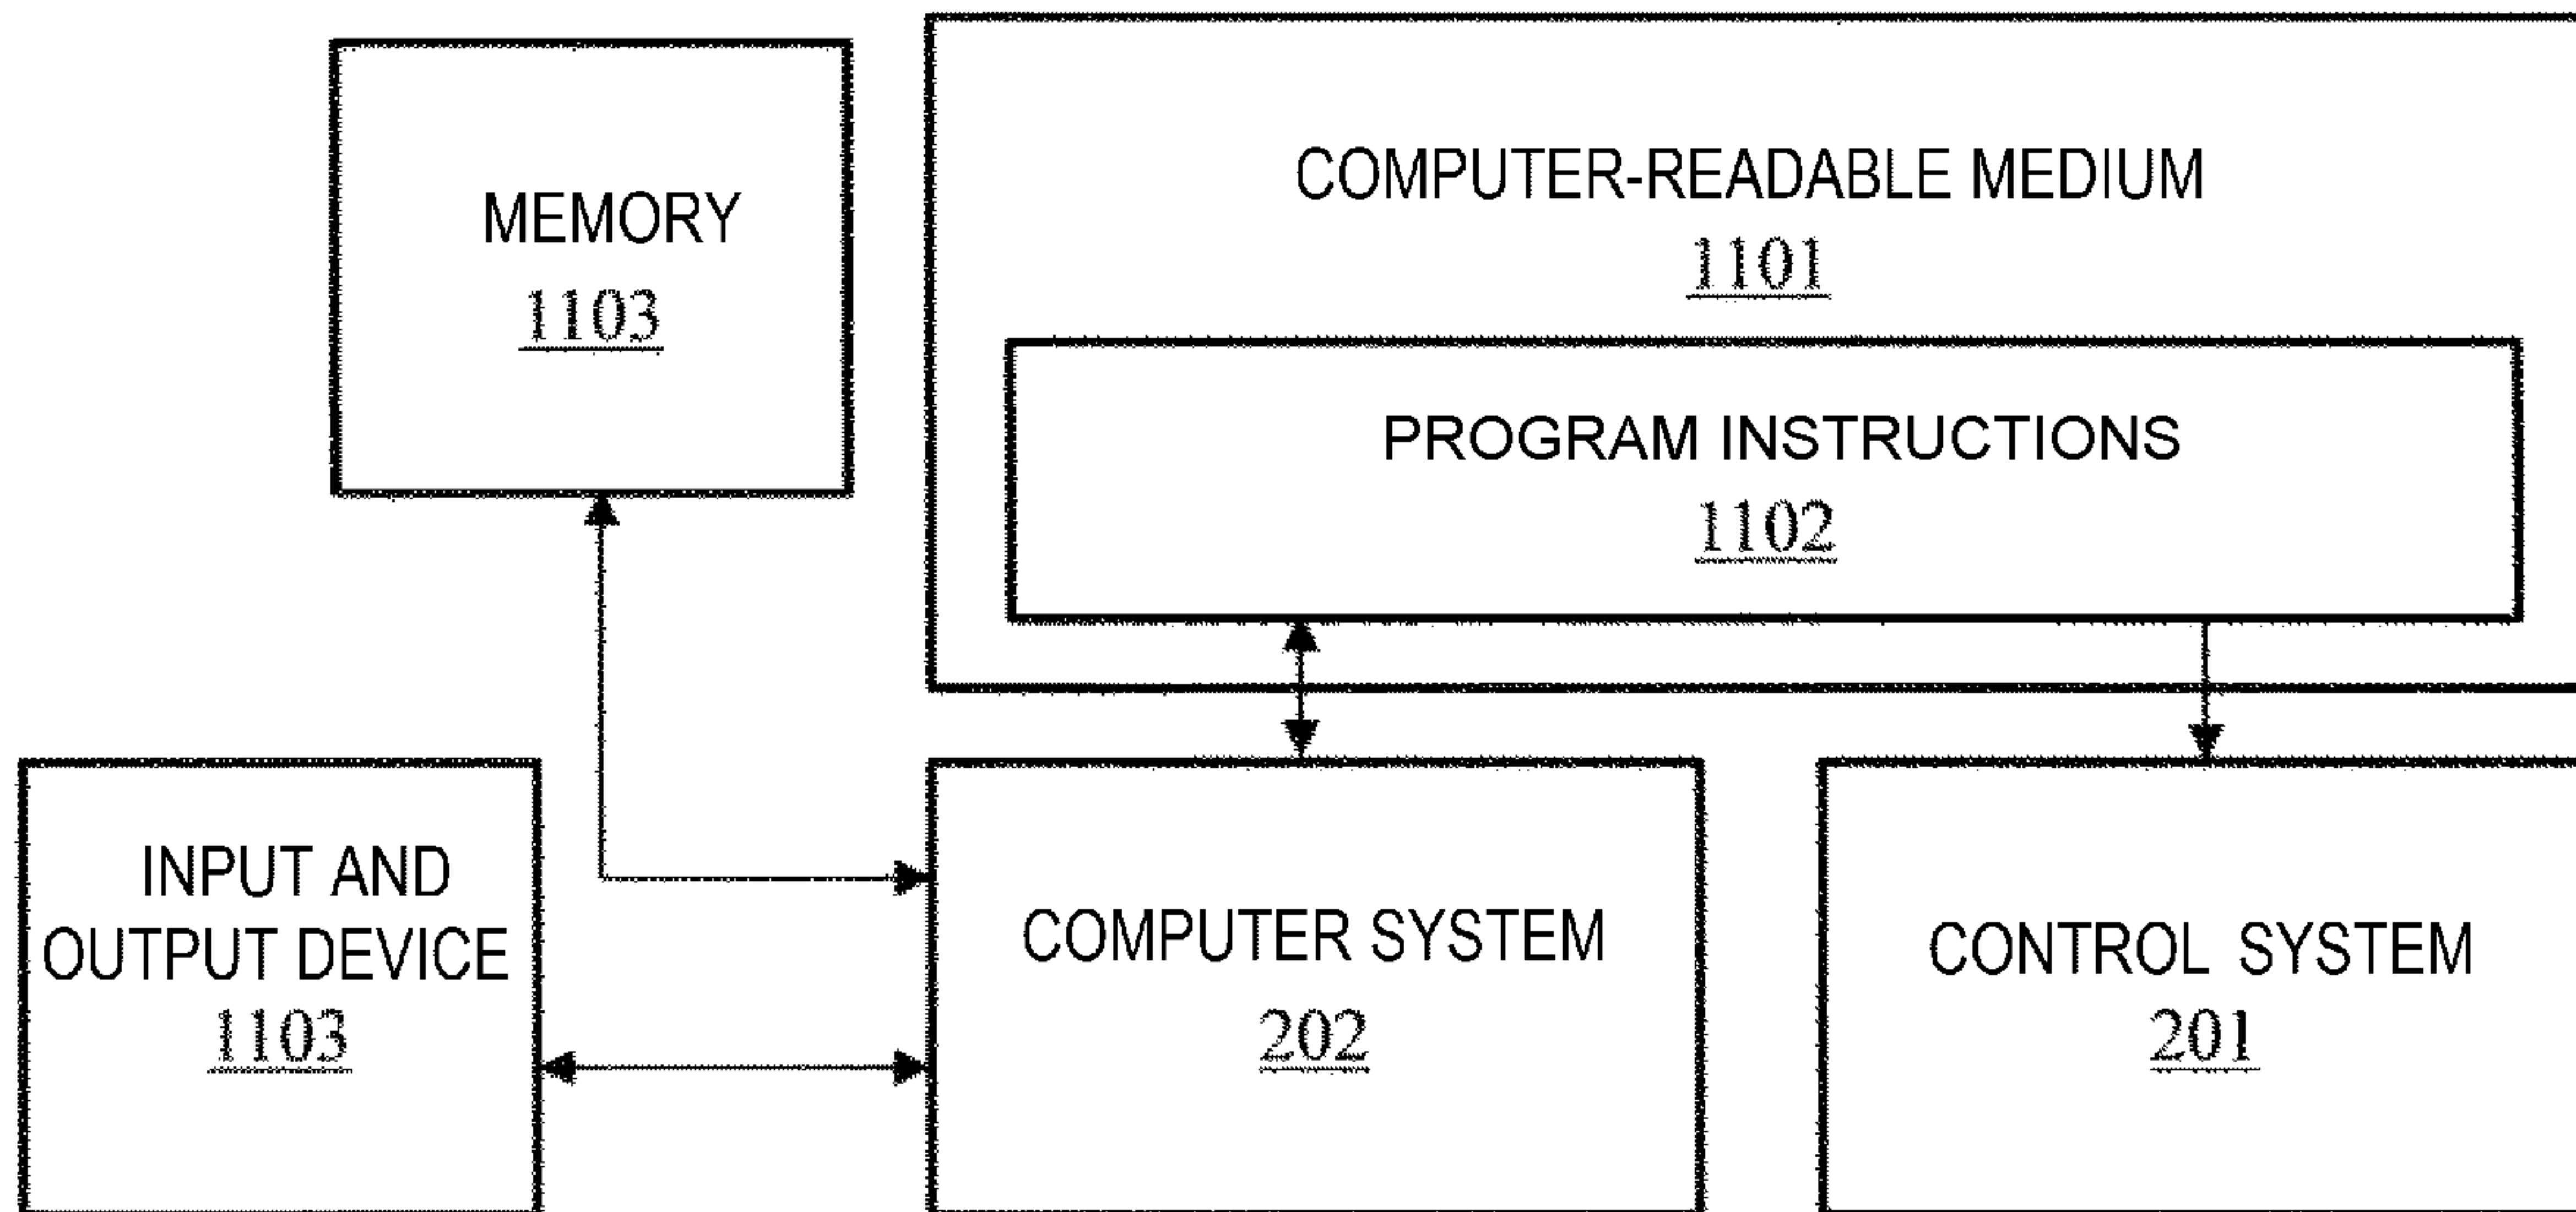 MEMORY
1103
COMPUTER-READABLE MEDIUM
1101
PROGRAM INSTRUCTIONS
1102
INPUT AND
OUTPUT DEVICE
1103
COMPUTER SYSTEM
202
CONTROL SYSTEM
201